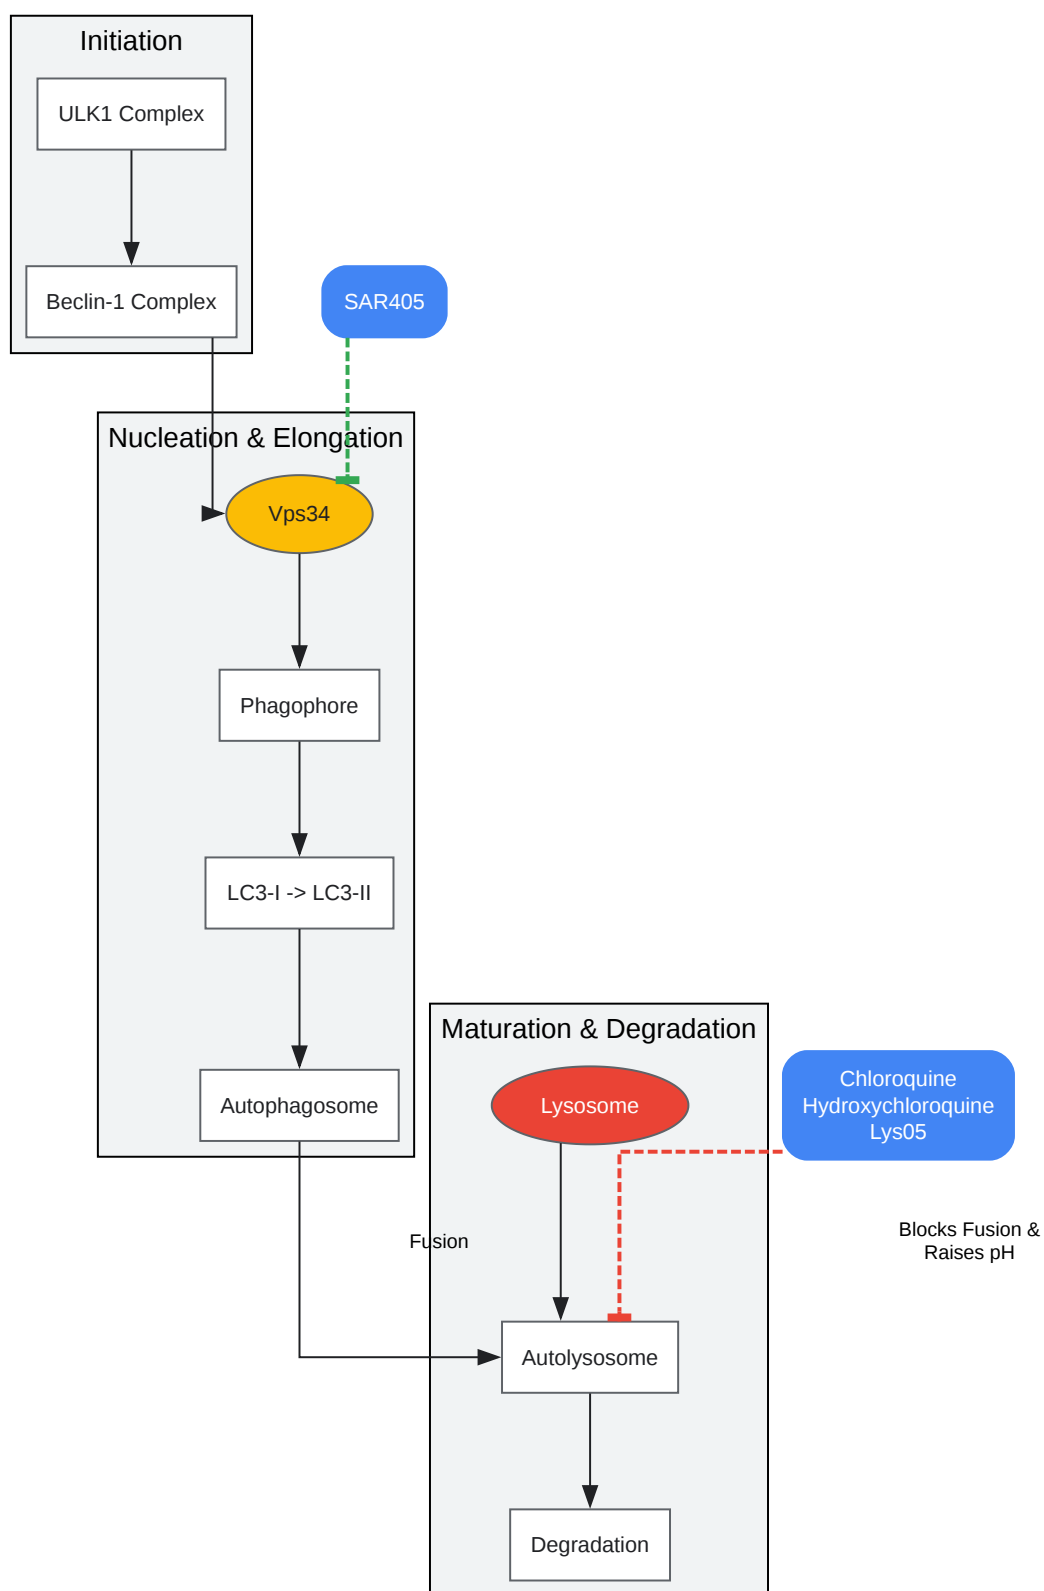 Initiation
ULK1 Complex
Beclin-1 Complex
SAR405
Nucleation & Elongation
Vps34
Phagophore
LC3-I -> LC3-II
Autophagosome
Maturation & Degradation
Lysosome
Chloroquine
Hydroxychloroquine
Lys05
Fusion
Blocks Fusion &
Raises pH
Autolysosome
Degradation